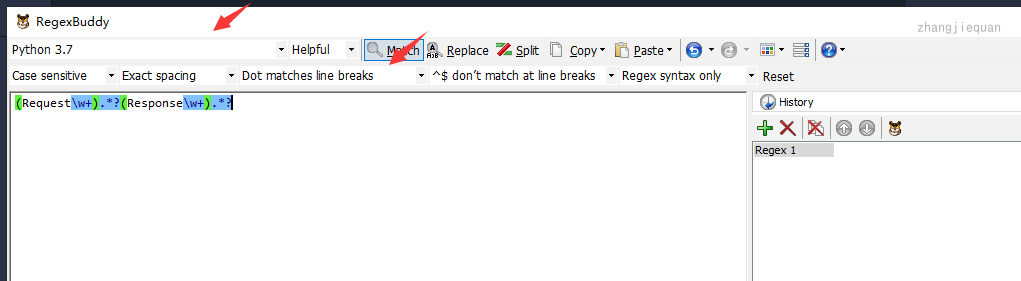 RegexBuddy
zhangjiequan
Python 3.7 Helpful Match Replace Split Copy Paste
Case sensitive Exact spacing Dot matches line breaks ^$ don't match at line breaks Regex syntax only Reset
(Request\w+).*?(Response\w+).*?
History
Regex 1